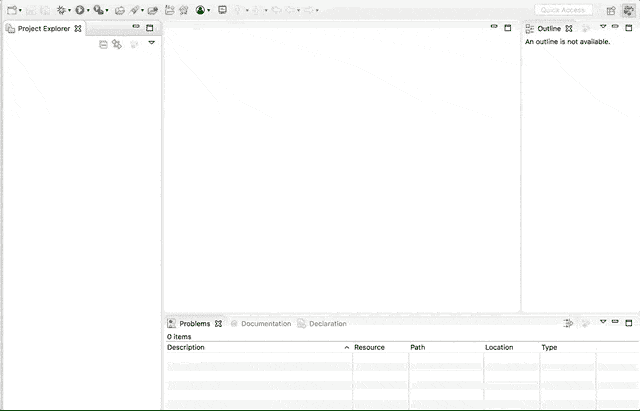 Quick Access
Project Explorer
Outline
An outline is not available.
Problems
Documentation
Declaration
0 items
Description
Resource
Path
Location
Type